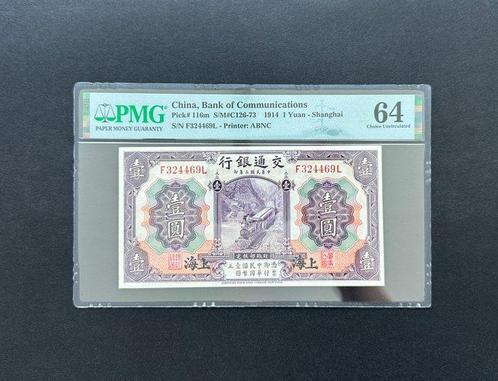 PMG
PAPER MONEY GUARANTY
China, Bank of Communications
Pick# 116m S/M#C126-73 1914 1 Yuan - Shanghai
S/N F324469L - Printer: ABNC
64
Choice Uncirculated
行銀通交
F324469L
F324469L
壹
壹
壹圓
壹圓
海上
海上
壹
壹